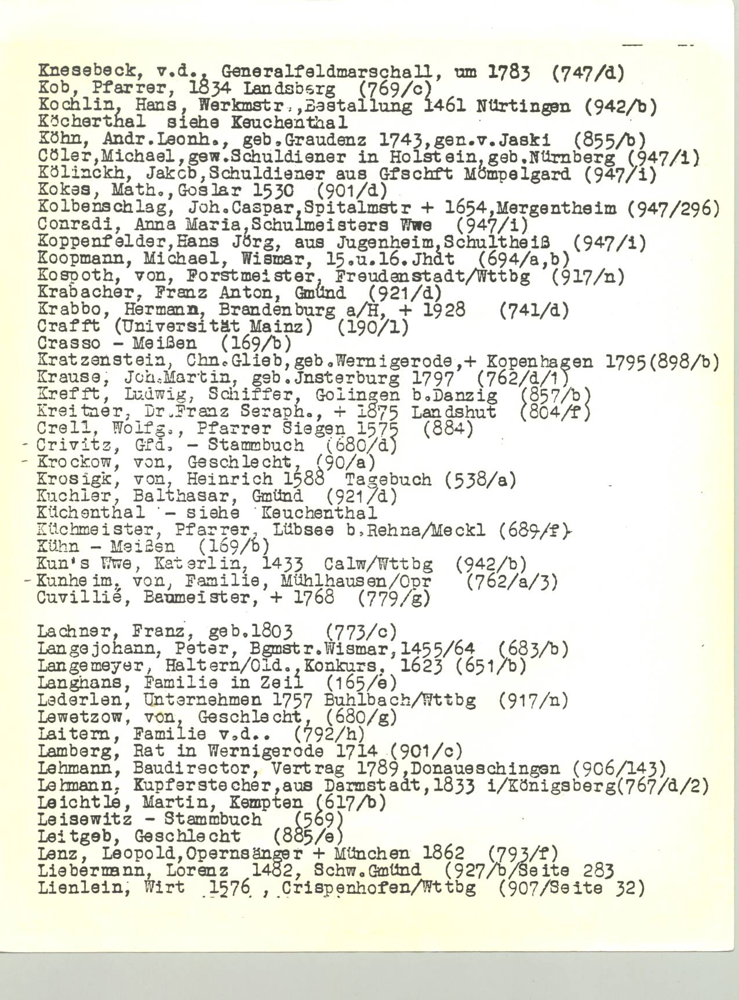 Knesebeck, v.d., Generalfeldmarschall, um 1783 (747/d)
Kob, Pfarrer, 1834 Landsberg (769/c)
Kochlin, Hans, Werkmstr.,Bestallung 1461 Nürtingen (942/b)
Köcherthal siehe Keuchenthal
Köhn, Andr.Leonh., geb.Graudenz 1743,gen.v.Jaski (855/b)
Cöler,Michael,gew.Schuldiener in Holstein,geb.Nürnberg (947/i)
Kölinckh, Jakob,Schuldiener aus Gfschft Mömpelgard (947/i)
Kokes, Math.,Goslar 1530 (901/d)
Kolbenschlag, Joh.Caspar,Spitalmstr + 1654,Mergentheim (947/296)
Conradi, Anna Maria,Schulmeisters Wwe (947/i)
Koppenfelder,Hans Jörg, aus Jugenheim,Schultheiß (947/i)
Koopmann, Michael, Wismar, 15.u.16.Jhdt (694/a,b)
Kospoth, von, Forstmeister, Freudenstadt/Wttbg (917/n)
Krabacher, Franz Anton, Gmünd (921/d)
Krabbo, Hermann, Brandenburg a/H, + 1928 (741/d)
Crafft (Universität Mainz) (190/l)
Crasso - Meißen (169/b)
Kratzenstein, Chn.Glieb,geb.Wernigerode,+ Kopenhagen 1795(898/b)
Krause, Joh.Martin, geb.Jnsterburg 1797 (762/d/1)
Krefft, Ludwig, Schiffer, Golingen b.Danzig (857/b)
Kreitner, Dr.Franz Seraph., + 1875 Landshut (804/f)
Crell, Wolfg., Pfarrer Siegen 1575 (884)
- Crivitz, Gfd. - Stammbuch (680/d)
- Krockow, von, Geschlecht, (90/a)
Krosigk, von, Heinrich 1588 Tagebuch (538/a)
Kuchler, Balthasar, Gmünd (921/d)
Küchenthal - siehe Keuchenthal
Küchmeister, Pfarrer, Lübsee b.Rehna/Meckl (689/f)
Kühn - Meißen (169/b)
Kun's Wwe, Katerlin, 1433 Calw/Wttbg (942/b)
- Kunheim, von, Familie, Mühlhausen/Opr (762/a/3)
Cuvillié, Baumeister, + 1768 (779/g)
Lachner, Franz, geb.1803 (773/c)
Langejohann, Peter, Bgmstr.Wismar,1455/64 (683/b)
Langemeyer, Haltern/Old.,Konkurs, 1623 (651/b)
Langhans, Familie in Zeil (165/e)
Lederlen, Unternehmen 1757 Buhlbach/Wttbg (917/n)
Lewetzow, von, Geschlecht, (680/g)
Laitern, Familie v.d.. (792/h)
Lamberg, Rat in Wernigerode 1714 (901/c)
Lehmann, Baudirector, Vertrag 1789,Donaueschingen (906/143)
Lehmann, Kupferstecher,aus Darmstadt,1833 i/Königsberg(767/d/2)
Leichtle, Martin, Kempten (617/b)
Leisewitz - Stammbuch (569)
Leitgeb, Geschlecht (885/e)
Lenz, Leopold,Opernsänger + München 1862 (793/f)
Liebermann, Lorenz 1482, Schw.Gmünd (927/b/Seite 283
Lienlein, Wirt 1576 , Crispenhofen/Wttbg (907/Seite 32)